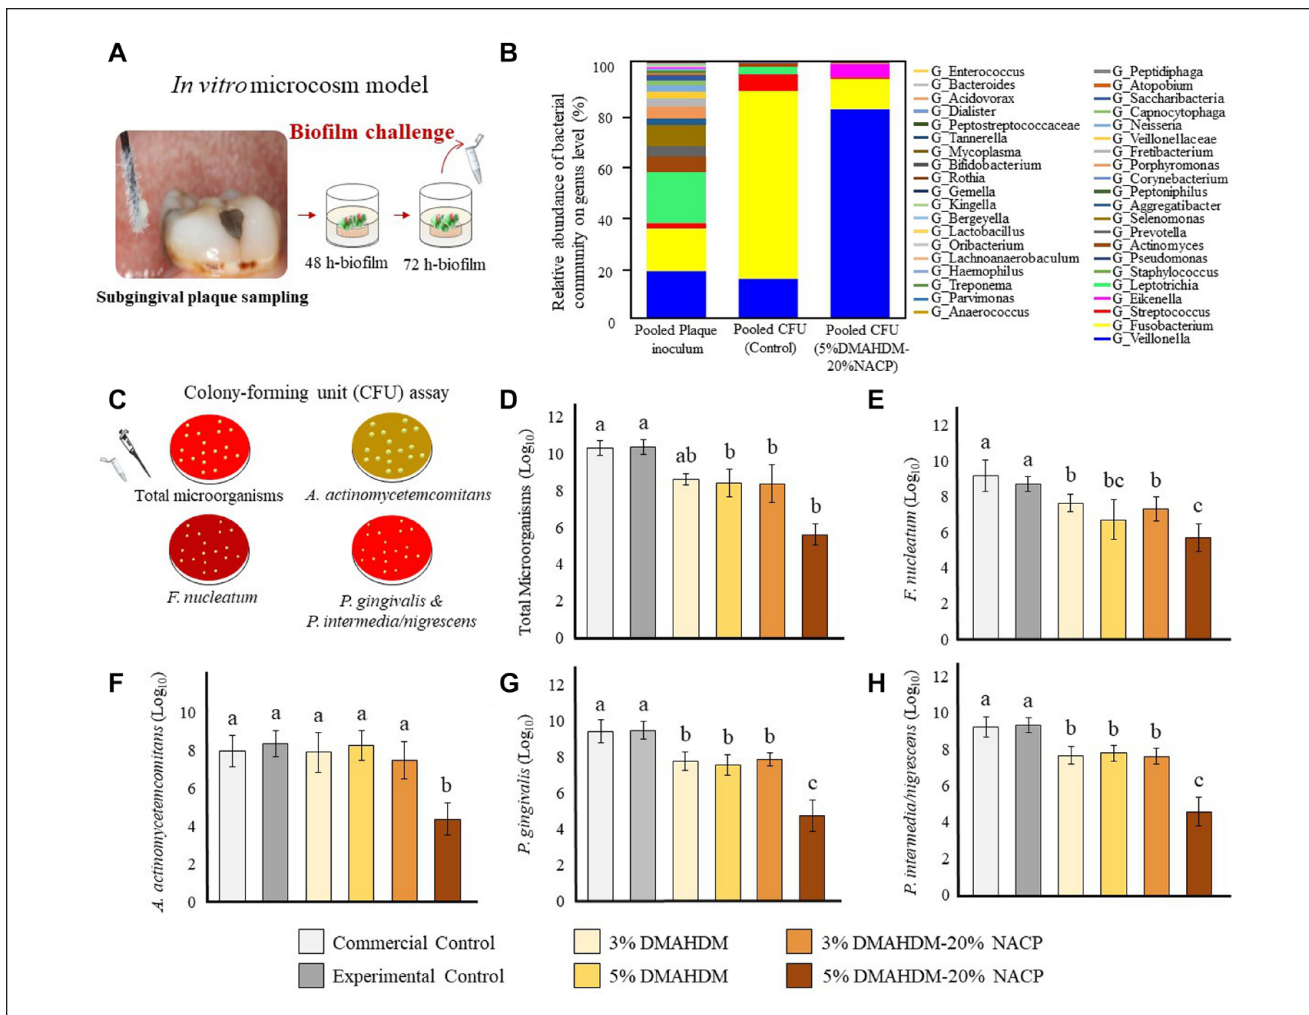 A
In vitro microcosm model
Biofilm challenge
48 h-biofilm
72 h-biofilm
Subgingival plaque sampling
B
Relative abundance of bacterial
community on genus level (%)
100
80
60
40
20
0
Pooled Plaque
inoculum
Pooled CFU
(Control)
Pooled CFU
(5%DMAHDM-
20%NACP)
G_Enterococcus
G_Bacteroides
G_Acidovorax
G_Dialister
G_Peptostreptococcaceae
G_Tannerella
G_Mycoplasma
G_Bifidobacterium
G_Rothia
G_Gemella
G_Kingella
G_Bergeyella
G_Lactobacillus
G_Oribacterium
G_Lachnoanaerobaculum
G_Haemophilus
G_Treponema
G_Parvimonas
G_Anaerococcus
G_Peptidiphaga
G_Atopobium
G_Saccharibacteria
G_Capnocytophaga
G_Neisseria
G_Veillonellaceae
G_Fretibacterium
G_Porphyromonas
G_Corynebacterium
G_Peptoniphilus
G_Aggregatibacter
G_Selenomonas
G_Prevotella
G_Actinomyces
G_Pseudomonas
G_Staphylococcus
G_Leptotrichia
G_Eikenella
G_Streptococcus
G_Fusobacterium
G_Veillonella
C
Colony-forming unit (CFU) assay
Total microorganisms
A. actinomycetemcomitans
F. nucleatum
P. gingivalis &
P. intermedia/nigrescens
D
Total Microorganisms (Log10)
12
10
8
6
4
2
0
a
a
ab
b
b
b
E
F. nucleatum (Log10)
12
10
8
6
4
2
0
a
a
b
bc
b
c
F
A. actinomycetemcomitans (Log10)
10
8
6
4
2
0
a
a
a
a
a
b
G
P. gingivalis (Log10)
12
10
8
6
4
2
0
a
a
b
b
b
c
H
P. intermedia/nigrescens (Log10)
12
10
8
6
4
2
0
a
a
b
b
b
c
Commercial Control
3% DMAHDM
3% DMAHDM-20% NACP
Experimental Control
5% DMAHDM
5% DMAHDM-20% NACP